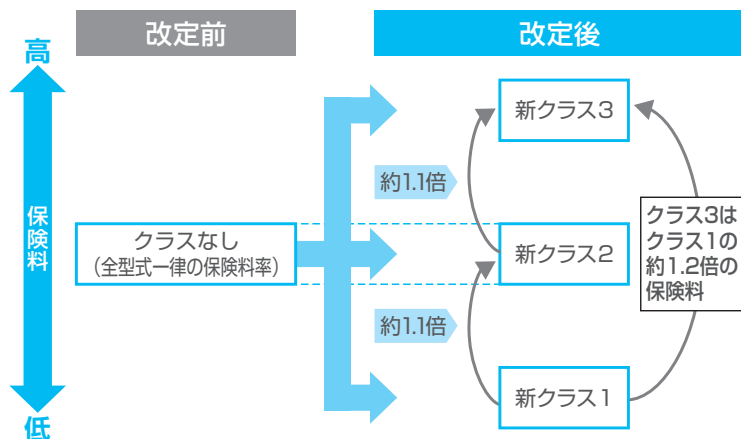 改定前
改定後
高
保険料
低
クラスなし
（全型式一律の保険料率）
約1.1倍
約1.1倍
新クラス3
新クラス2
新クラス1
クラス3は
クラス1の
約1.2倍の
保険料